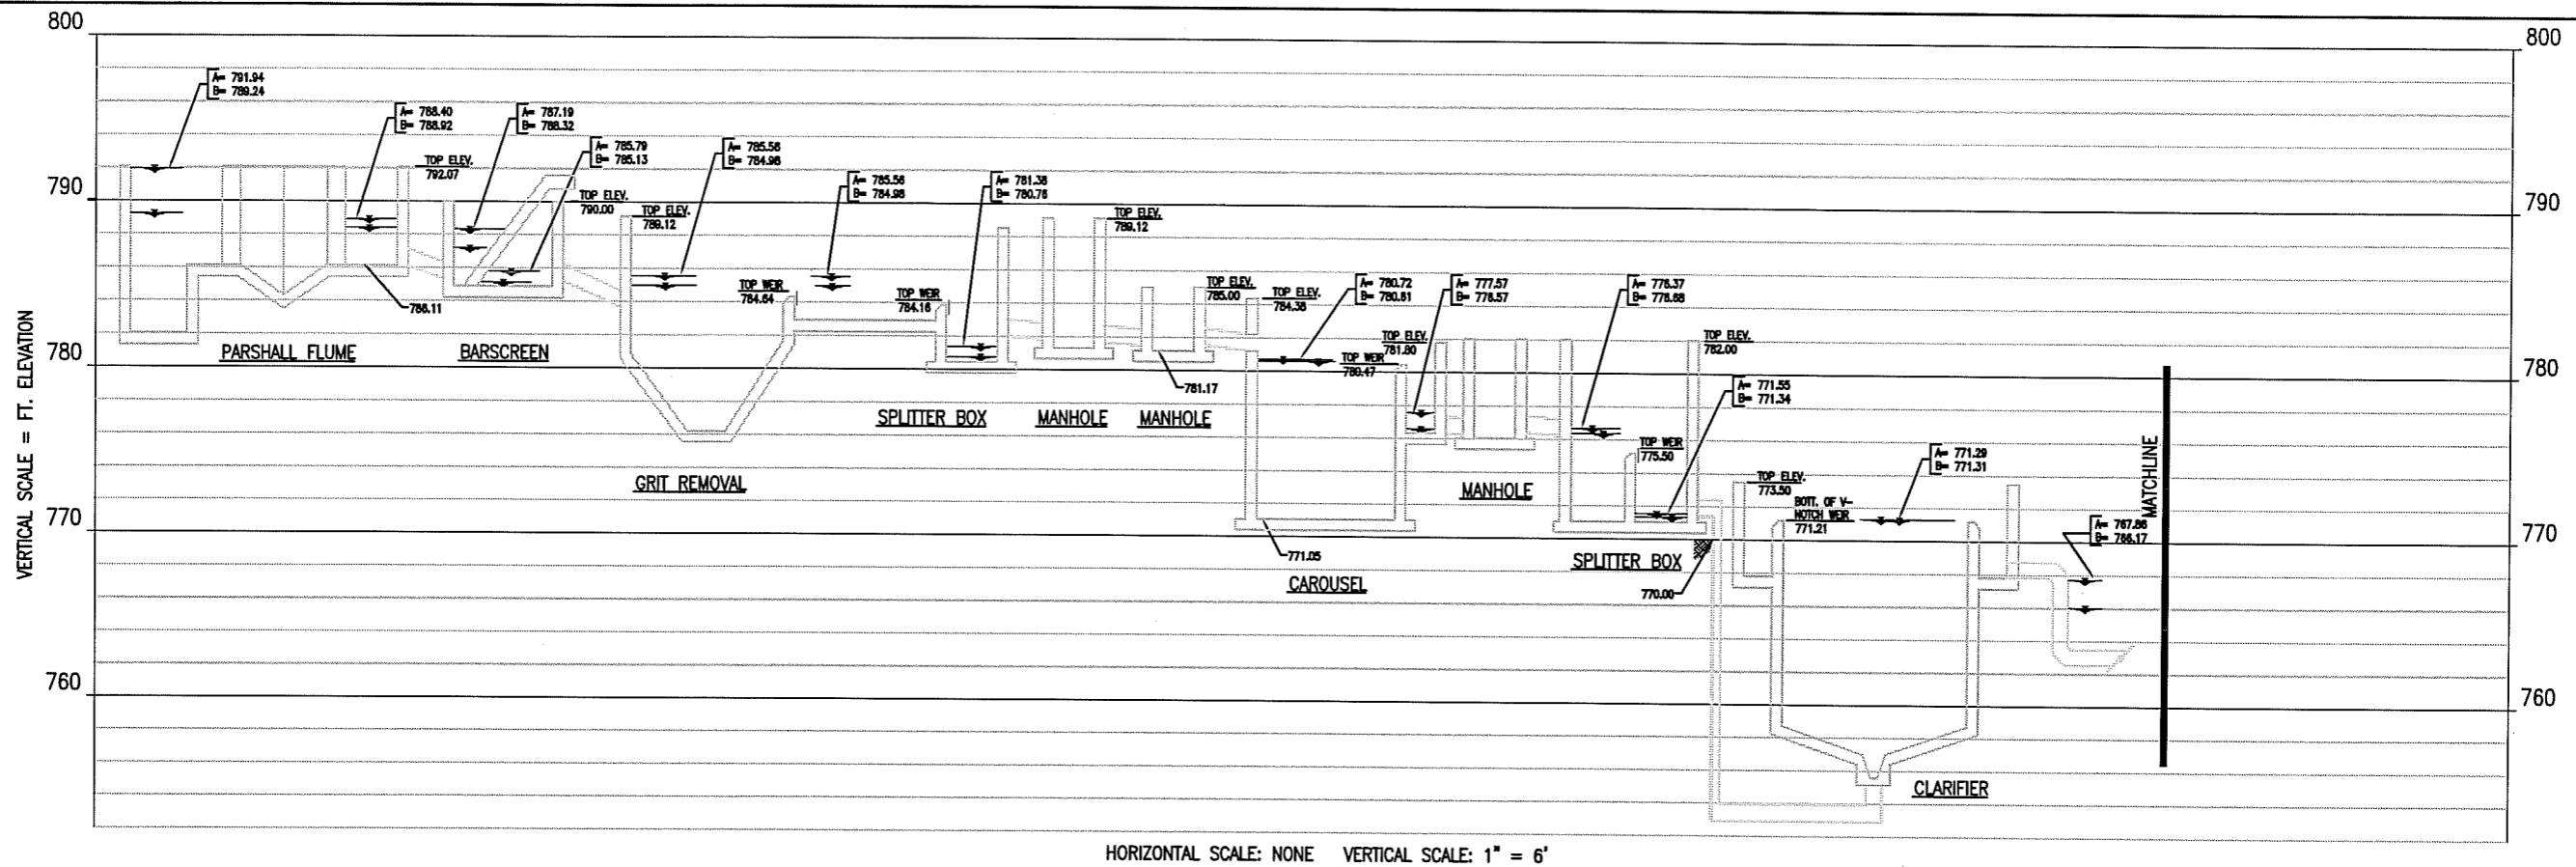 800
800
A= 791.94
B= 789.24
A= 788.40
B= 788.92
A= 787.19
B= 788.32
A= 785.79
B= 785.13
A= 785.56
B= 784.98
A= 785.56
B= 784.98
A= 781.38
B= 780.76
TOP ELEV.
792.07
790
790
TOP ELEV.
790.00
TOP ELEV.
789.12
TOP ELEV.
789.12
TOP WEIR
784.64
TOP WEIR
784.16
TOP ELEV.
785.00
TOP ELEV.
784.38
A= 780.72
B= 780.61
A= 777.57
B= 776.57
A= 776.37
B= 776.68
786.11
PARSHALL FLUME
BARSCREEN
TOP ELEV.
781.80
TOP ELEV.
782.00
TOP WEIR
780.47
780
780
781.17
A= 771.55
B= 771.34
SPLITTER BOX
MANHOLE
MANHOLE
TOP WEIR
775.50
A= 771.29
B= 771.31
GRIT REMOVAL
MANHOLE
TOP ELEV.
773.50
BOTT. OF V-
NOTCH WEIR
771.21
MATCHLINE
770
770
A= 767.86
B= 766.17
771.05
CAROUSEL
SPLITTER BOX
770.00
VERTICAL SCALE = FT. ELEVATION
760
760
CLARIFIER
HORIZONTAL SCALE: NONE VERTICAL SCALE: 1" = 6'